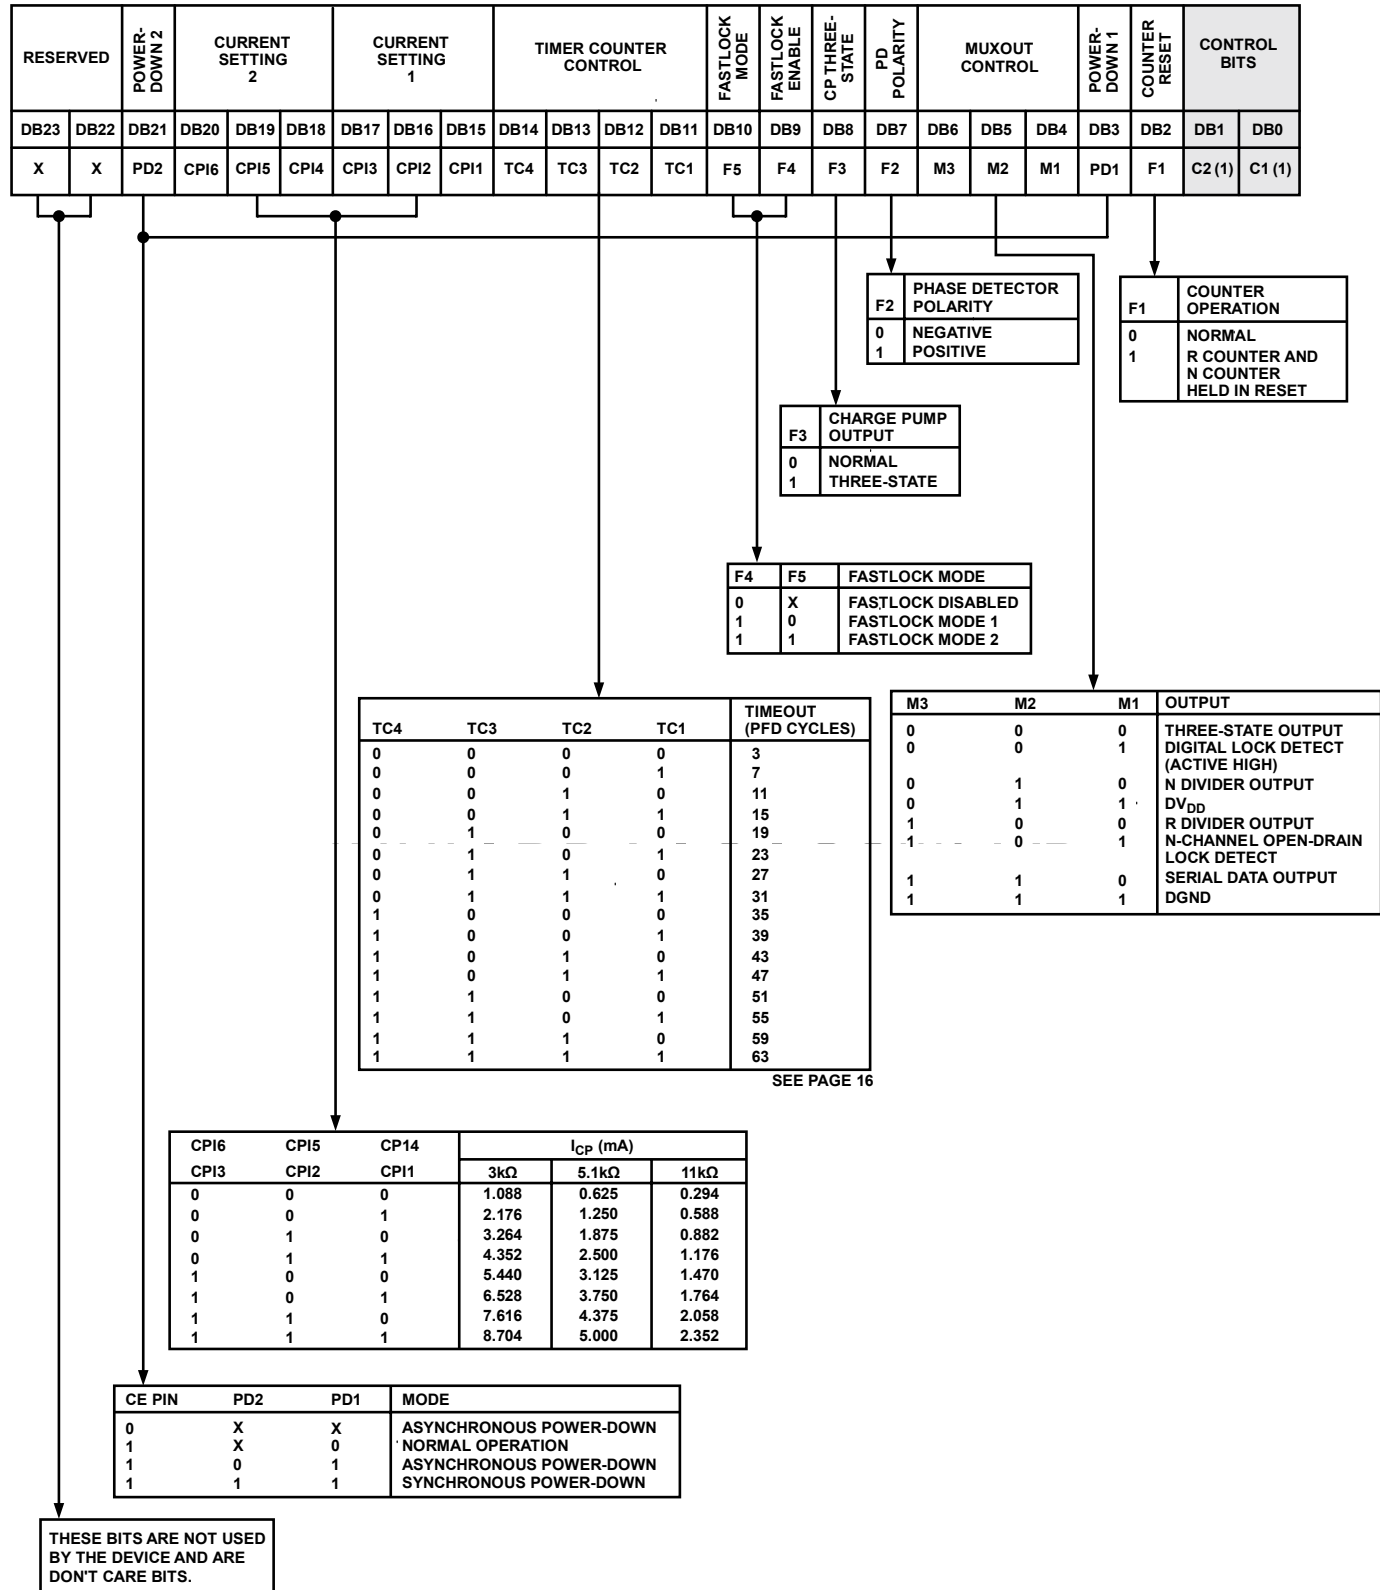 RESERVED
POWER-
DOWN 2
CURRENT
SETTING
2
CURRENT
SETTING
1
TIMER COUNTER
CONTROL
FASTLOCK
MODE
FASTLOCK
ENABLE
CP THREE-
STATE
PD
POLARITY
MUXOUT
CONTROL
POWER-
DOWN 1
COUNTER
RESET
CONTROL
BITS
DB23 DB22 DB21 DB20 DB19 DB18 DB17 DB16 DB15 DB14 DB13 DB12 DB11 DB10 DB9 DB8 DB7 DB6 DB5 DB4 DB3 DB2 DB1 DB0
X X PD2 CPI6 CPI5 CPI4 CPI3 CPI2 CPI1 TC4 TC3 TC2 TC1 F5 F4 F3 F2 M3 M2 M1 PD1 F1 C2 (1) C1 (1)
F2 PHASE DETECTOR
POLARITY
0 NEGATIVE
1 POSITIVE
F1 COUNTER
OPERATION
0 NORMAL
1 R COUNTER AND
N COUNTER
HELD IN RESET
F3 CHARGE PUMP
OUTPUT
0 NORMAL
1 THREE-STATE
F4 F5 FASTLOCK MODE
0 X FASTLOCK DISABLED
1 0 FASTLOCK MODE 1
1 1 FASTLOCK MODE 2
TC4 TC3 TC2 TC1 TIMEOUT
(PFD CYCLES)
0 0 0 0 3
0 0 0 1 7
0 0 1 0 11
0 0 1 1 15
0 1 0 0 19
0 1 0 1 23
0 1 1 0 27
0 1 1 1 31
1 0 0 0 35
1 0 0 1 39
1 0 1 0 43
1 0 1 1 47
1 1 0 0 51
1 1 0 1 55
1 1 1 0 59
1 1 1 1 63
SEE PAGE 16
M3 M2 M1 OUTPUT
0 0 0 THREE-STATE OUTPUT
0 0 1 DIGITAL LOCK DETECT
(ACTIVE HIGH)
0 1 0 N DIVIDER OUTPUT
0 1 1 DVDD
1 0 0 R DIVIDER OUTPUT
1 0 1 N-CHANNEL OPEN-DRAIN
LOCK DETECT
1 1 0 SERIAL DATA OUTPUT
1 1 1 DGND
CPI6 CPI5 CP14 ICP (mA)
CPI3 CPI2 CPI1 3kΩ 5.1kΩ 11kΩ
0 0 0 1.088 0.625 0.294
0 0 1 2.176 1.250 0.588
0 1 0 3.264 1.875 0.882
0 1 1 4.352 2.500 1.176
1 0 0 5.440 3.125 1.470
1 0 1 6.528 3.750 1.764
1 1 0 7.616 4.375 2.058
1 1 1 8.704 5.000 2.352
CE PIN PD2 PD1 MODE
0 X X ASYNCHRONOUS POWER-DOWN
1 X 0 NORMAL OPERATION
1 0 1 ASYNCHRONOUS POWER-DOWN
1 1 1 SYNCHRONOUS POWER-DOWN
THESE BITS ARE NOT USED
BY THE DEVICE AND ARE
DON'T CARE BITS.